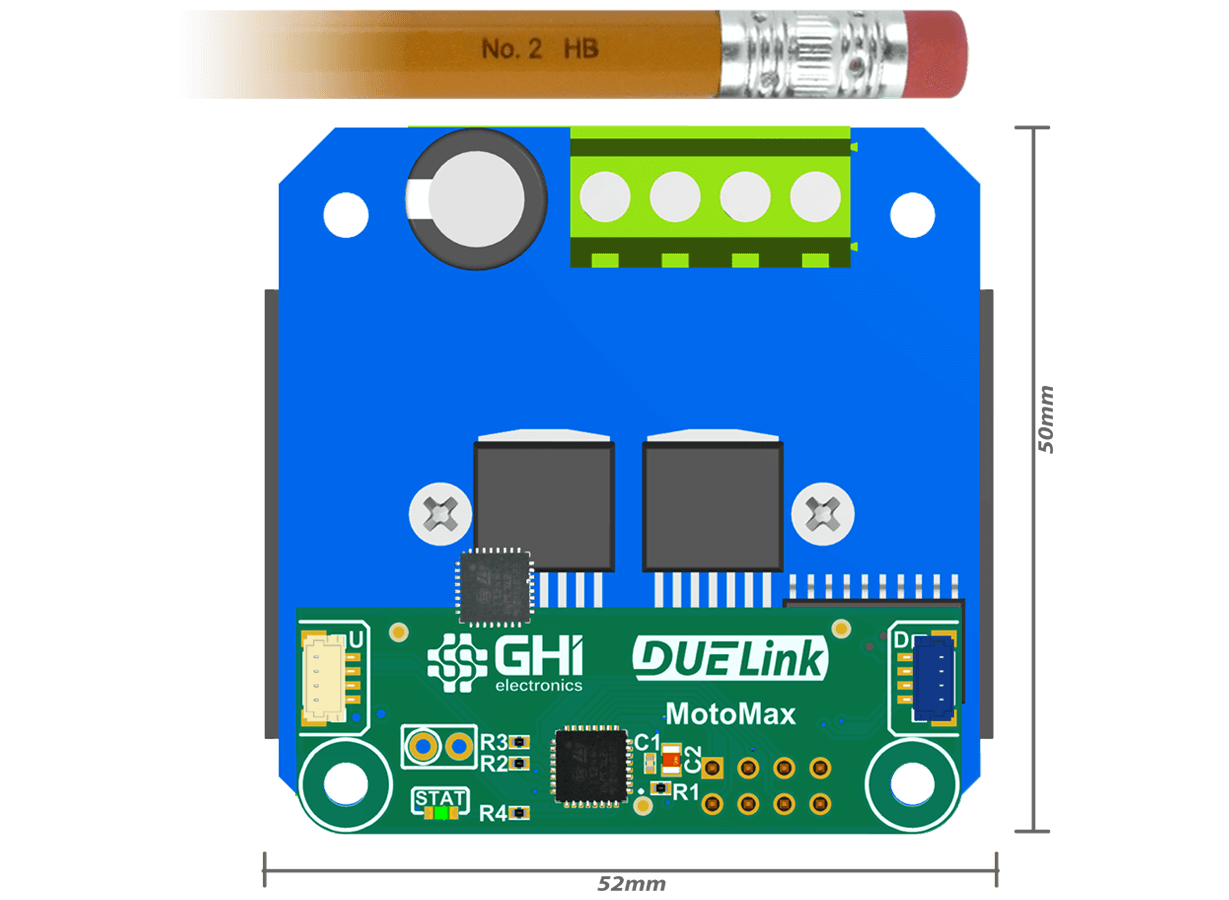 No. 2 HB
50mm
U
GHI
electronics
DUELink
D
MotoMax
R3
R2
C1
C2
R1
STAT
R4
52mm